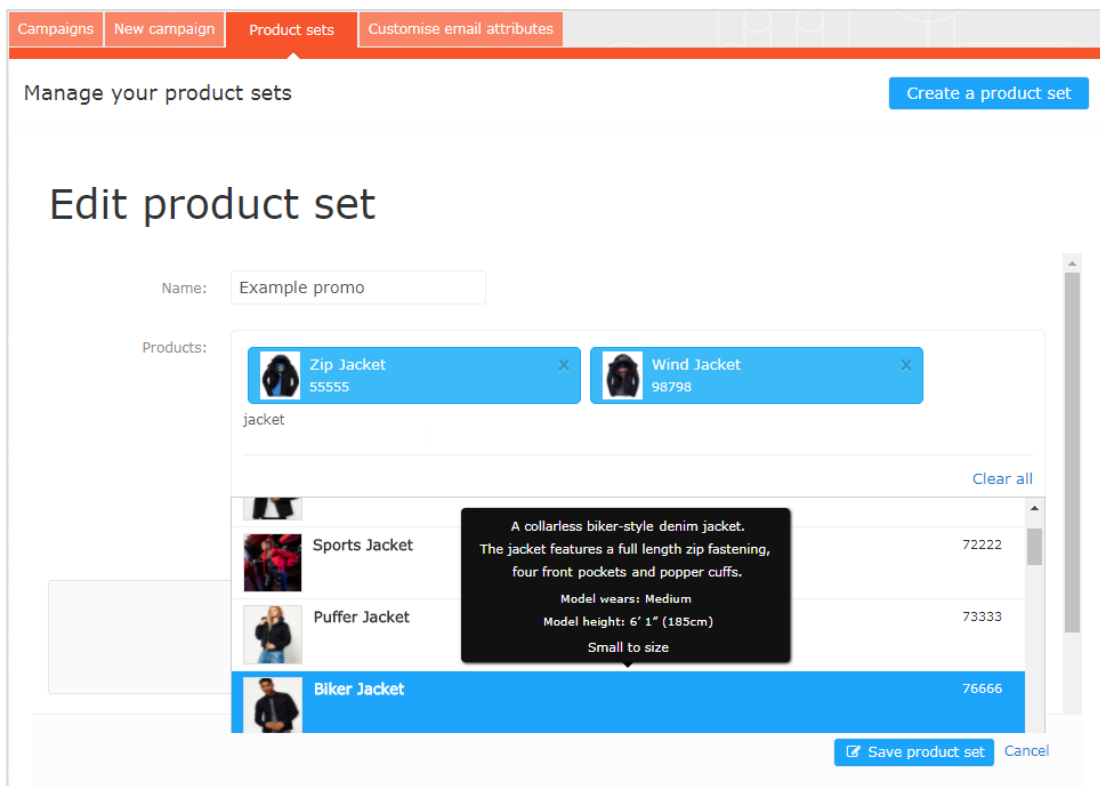 Campaigns
New campaign
Product sets
Customise email attributes
Manage your product sets
Create a product set
Edit product set
Name:
Example promo
Products:
Zip Jacket
X
55555
Wind Jacket
X
98798
jacket
Clear all
A collarless biker-style denim jacket.
The jacket features a full length zip fastening,
four front pockets and popper cuffs.
Model wears: Medium
Model height: 6’ 1” (185cm)
Small to size
Sports Jacket
72222
Puffer Jacket
73333
Biker Jacket
76666
Save product set
Cancel